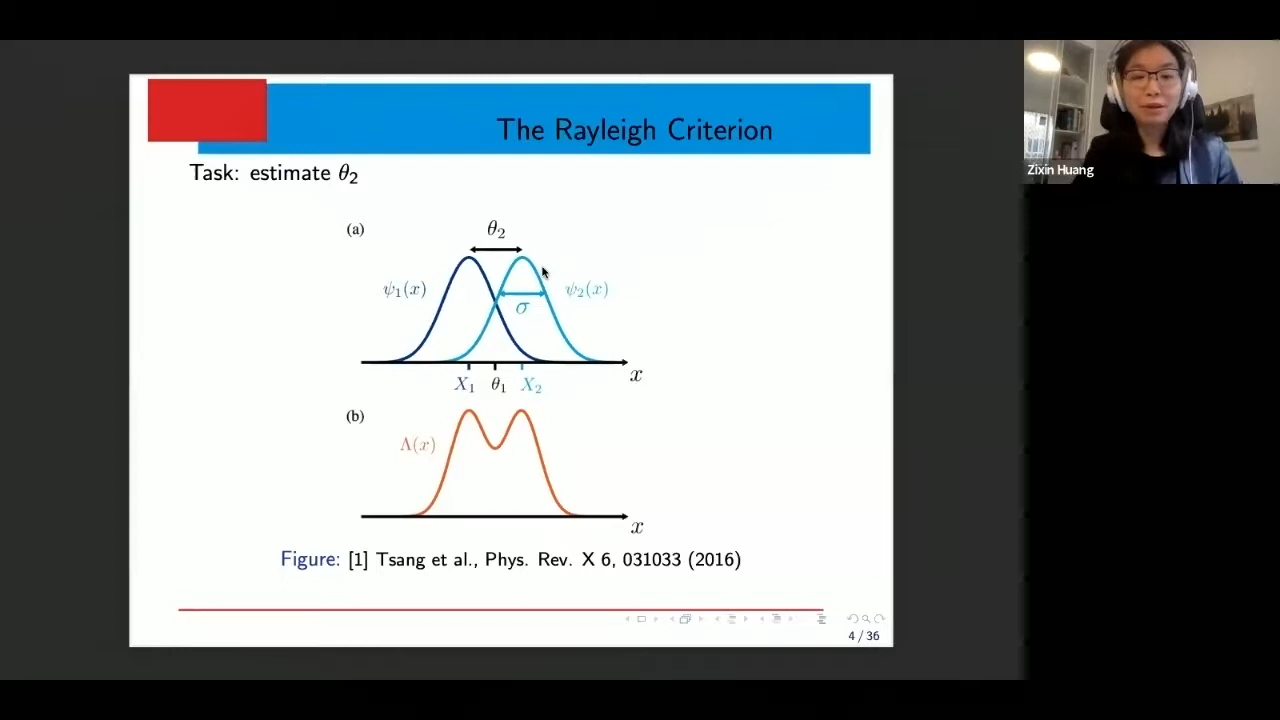 The Rayleigh Criterion
Zixin Huang
Task: estimate θ₂
(a)
θ₂
ψ₁(x)
ψ₂(x)
σ
x
X₁ θ₁ X₂
(b)
Λ(x)
x
Figure: [1] Tsang et al., Phys. Rev. X 6, 031033 (2016)
4 / 36